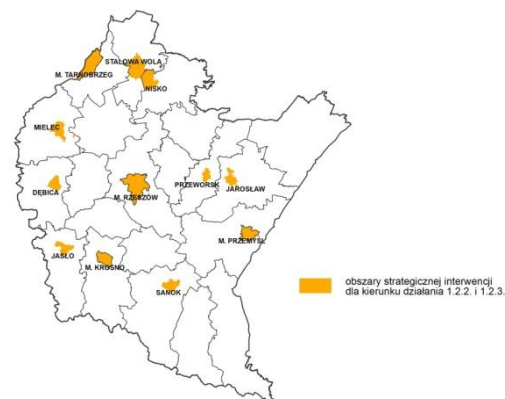 STALOWA WOLA
M. TARNOBRZEG
NISKO
MIELEC
DĘBICA
M. RZESZÓW
PRZEWORSK
JAROSŁAW
M. PRZEMYŚL
JASŁO
M. KROSNO
SANOK
obszary strategicznej interwencji
dla kierunku działania 1.2.2. i 1.2.3.